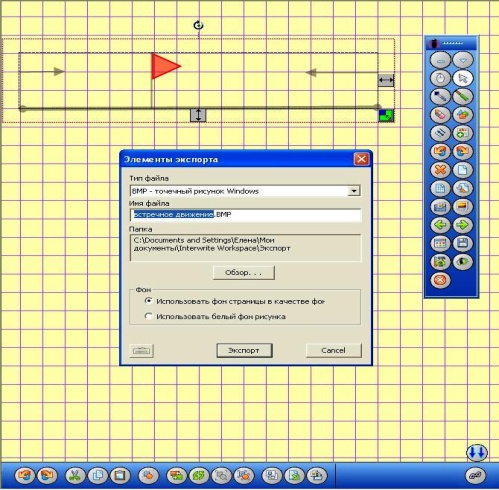 Элементы экспорта
Тип файла
BMP - точечный рисунок Windows
Имя файла
встречное движение.BMP
Папка
C:\Documents and Settings\Елена\Мои
документы\Interwrite Workspace\Экспорт
Обзор. . .
Фон
Использовать фон страницы в качестве фон
Использовать белый фон рисунка
Экспорт
Cancel